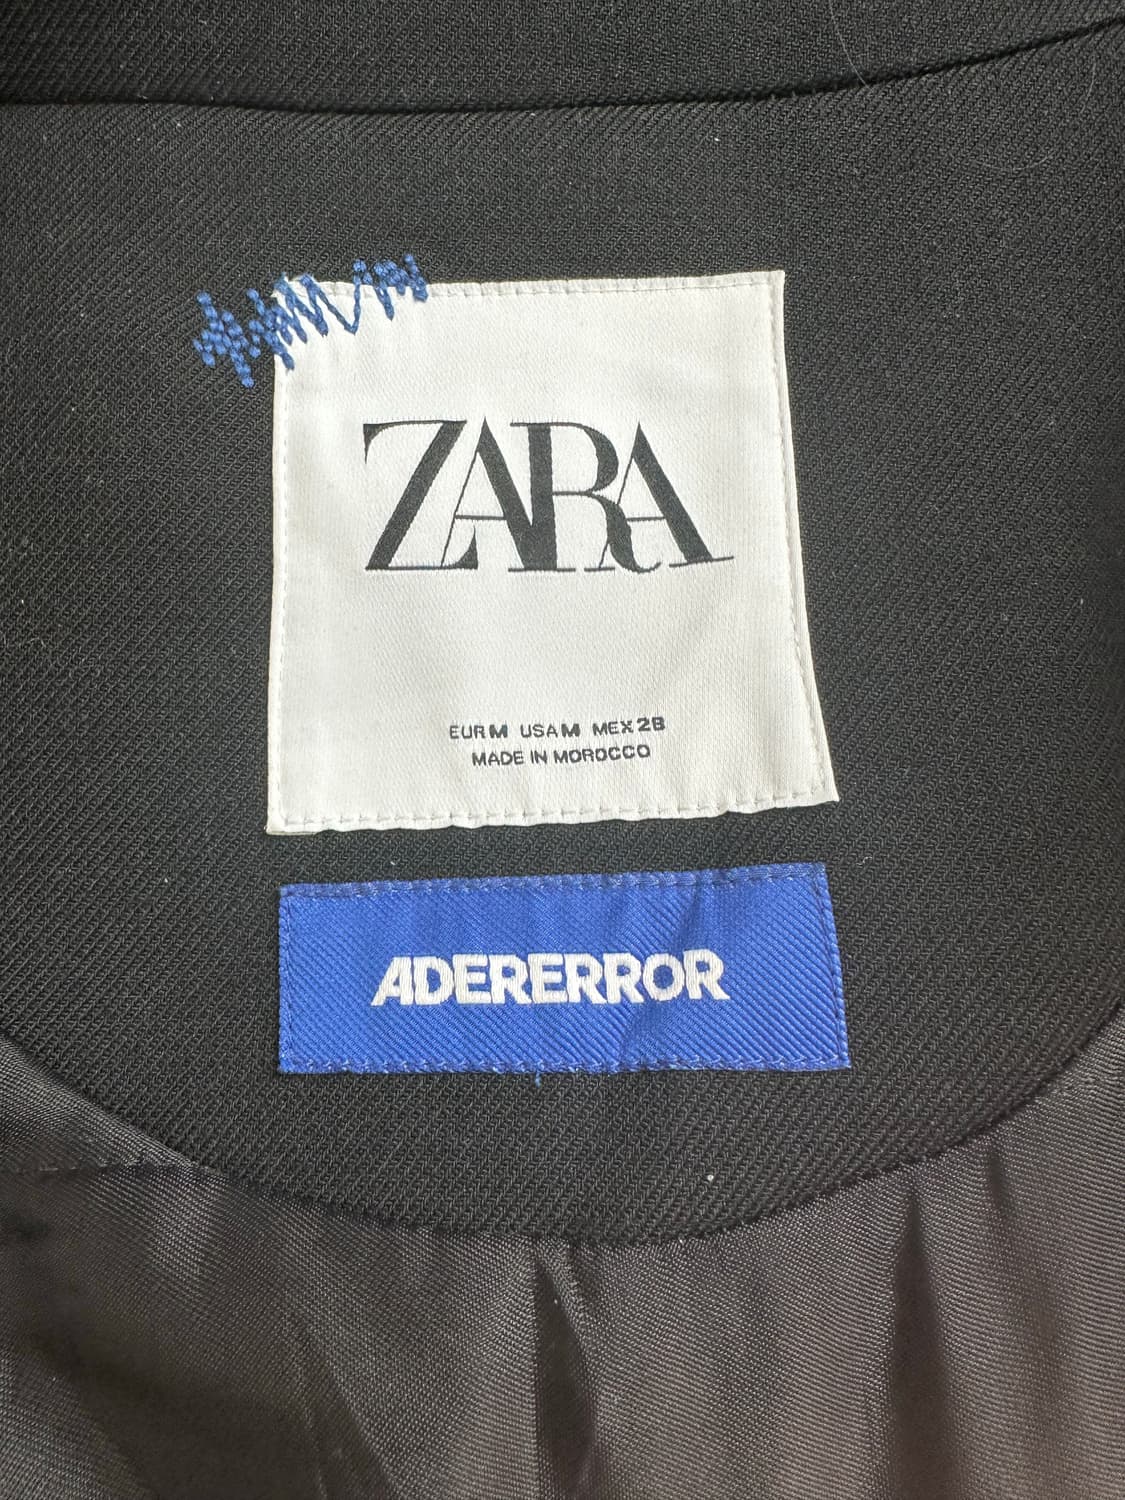 ZARA
EUR M USA M MEX 28
MADE IN MOROCCO
ADERERROR